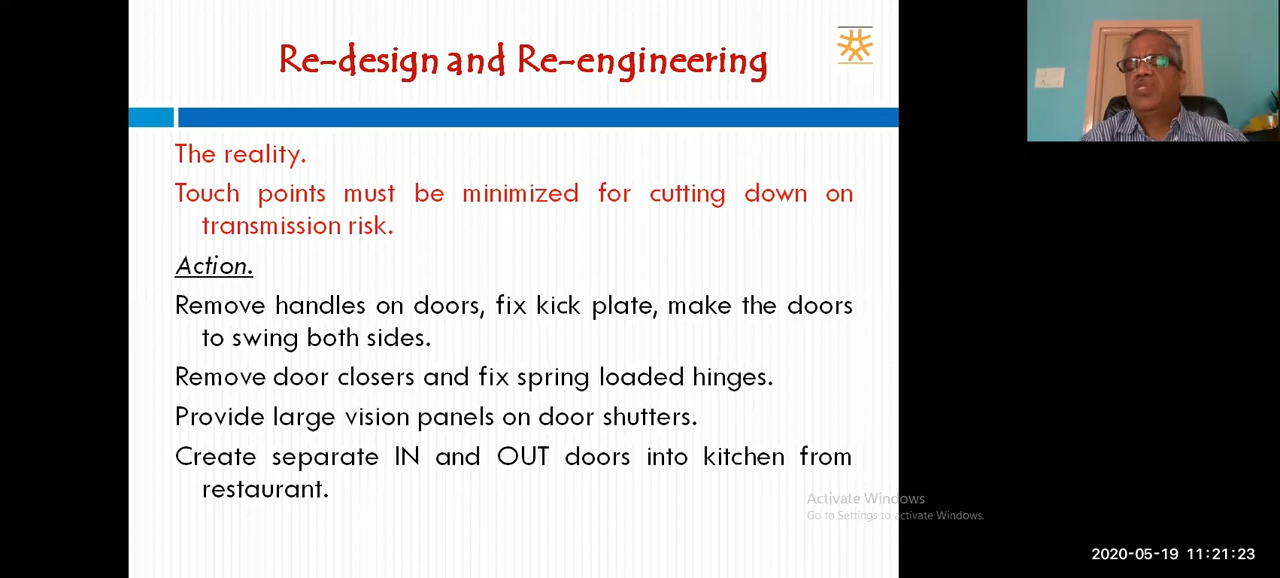 Re-design and Re-engineering
The reality.
Touch points must be minimized for cutting down on
transmission risk.
Action.
Remove handles on doors, fix kick plate, make the doors
to swing both sides.
Remove door closers and fix spring loaded hinges.
Provide large vision panels on door shutters.
Create separate IN and OUT doors into kitchen from
restaurant.
Activate Windows
Go to Settings to activate Windows.
2020-05-19 11:21:23